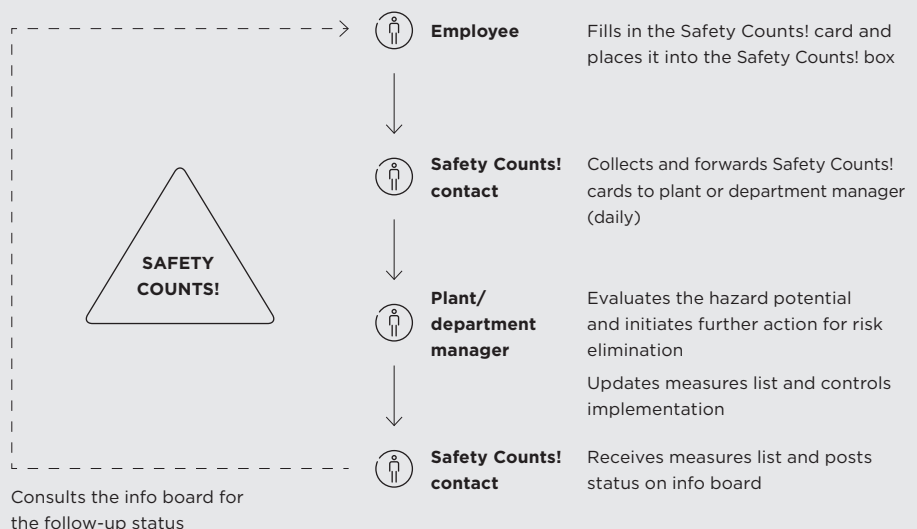 Employee
Fills in the Safety Counts! card and
places it into the Safety Counts! box
Safety Counts!
contact
Collects and forwards Safety Counts!
cards to plant or department manager
(daily)
SAFETY
COUNTS!
Plant/
department
manager
Evaluates the hazard potential
and initiates further action for risk
elimination
Updates measures list and controls
implementation
Safety Counts!
contact
Receives measures list and posts
status on info board
Consults the info board for
the follow-up status